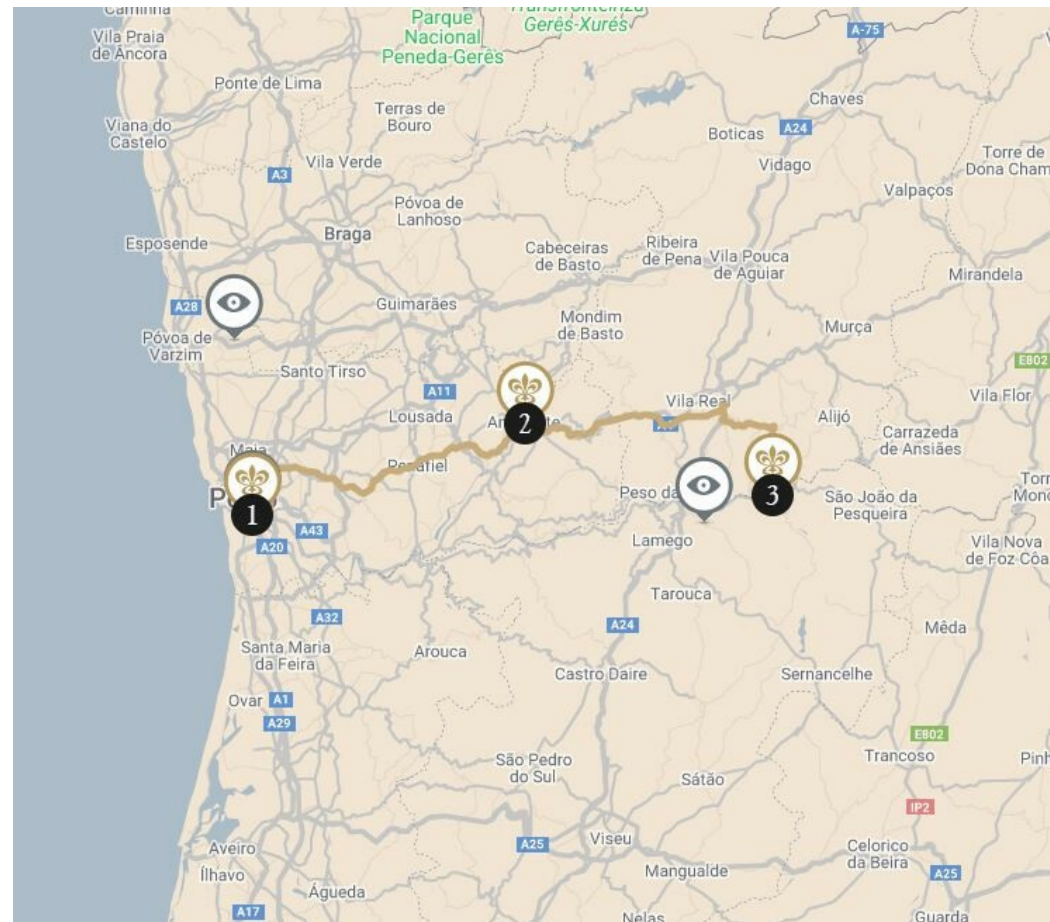 Caminha
Transfronteiriza
Gerês-Xurés
Parque
Nacional
Peneda-Gerês
Vila Praia
de Âncora
A-75
Ponte de Lima
Chaves
Terras de
Bouro
Viana do
Castelo
Boticas
A24
Vila Verde
Vidago
Torre de
Dona Cham
A3
Valpaços
Póvoa de
Lanhoso
Braga
Esposende
Cabeceiras
de Basto
Ribeira
de Pena
Vila Pouca
de Aguiar
Mirandela
A28
Guimarães
Mondim
de Basto
Murça
Póvoa de
Varzim
E802
Santo Tirso
A11
Vila Real
Vila Flor
Lousada
Alijó
2
Carrazeda
de Ansiães
Maia
Penafiel
Peso da
3
São João da
Pesqueira
1
A43
A20
Lamego
Vila Nova
de Foz Côa
Tarouca
A32
A24
Mêda
Santa Maria
da Feira
Arouca
Castro Daire
Sernancelhe
Ovar
A1
A29
E802
Trancoso
Pinh
São Pedro
do Sul
Sátão
IP2
Viseu
Aveiro
A25
Celorico
da Beira
Ílhavo
Mangualde
A25
Águeda
A17
Nelas
Guarda